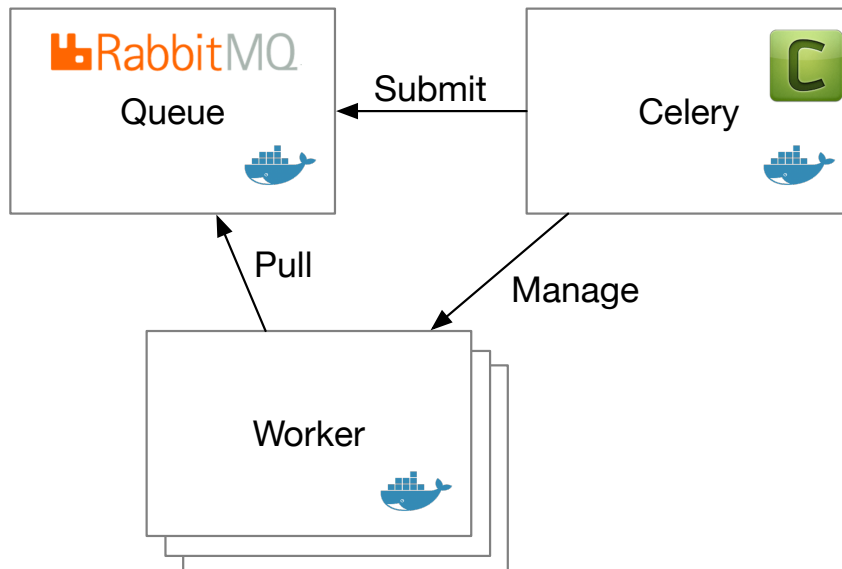 RabbitMQ
Queue
Submit
C
Celery
Pull
Manage
Worker